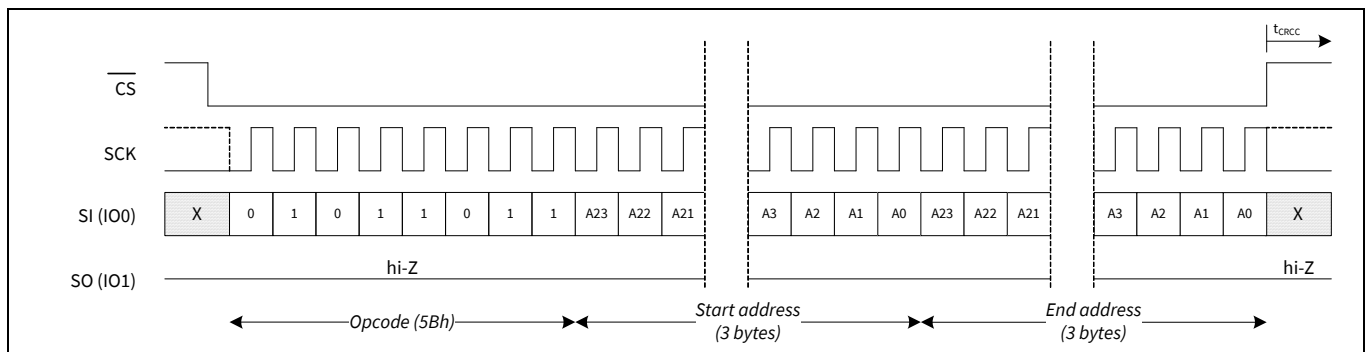 tCRCC
CS
SCK
SI (IO0) X 0 1 0 1 1 0 1 1 A23 A22 A21 A3 A2 A1 A0 A23 A22 A21 A3 A2 A1 A0 X
hi-Z hi-Z
SO (IO1)
Opcode (5Bh) Start address End address
(3 bytes) (3 bytes)